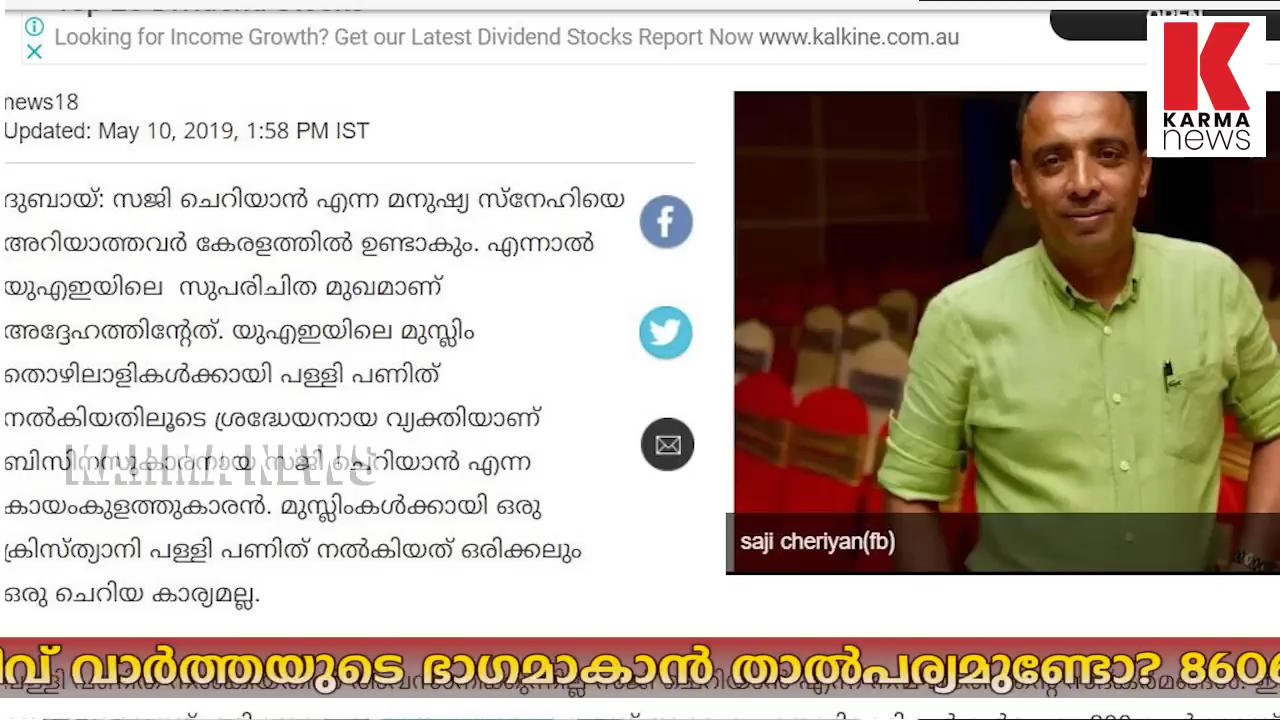 OPEN
Looking for Income Growth? Get our Latest Dividend Stocks Report Now www.kalkine.com.au
KARMA
news
news18
Updated: May 10, 2019, 1:58 PM IST
ദുബായ്: സജി ചെറിയാൻ എന്ന മനുഷ്യ സ്നേഹിയെ
അറിയാത്തവർ കേരളത്തിൽ ഉണ്ടാകും. എന്നാൽ
യുഎഇയിലെ സുപരിചിത മുഖമാണ്
അദ്ദേഹത്തിന്റേത്. യുഎഇയിലെ മുസ്ലിം
തൊഴിലാളികൾക്കായി പള്ളി പണിത്
നൽകിയതിലൂടെ ശ്രദ്ധേയനായ വ്യക്തിയാണ്
ബിസിനസുകാരനായ സജി ചെറിയാൻ എന്ന
കായംകുളത്തുകാരൻ. മുസ്ലിംകൾക്കായി ഒരു
ക്രിസ്ത്യാനി പള്ളി പണിത് നൽകിയത് ഒരിക്കലും
ഒരു ചെറിയ കാര്യമല്ല.
saji cheriyan(fb)
വാർത്തയുടെ ഭാഗമാകാൻ താൽപര്യമുണ്ടോ?